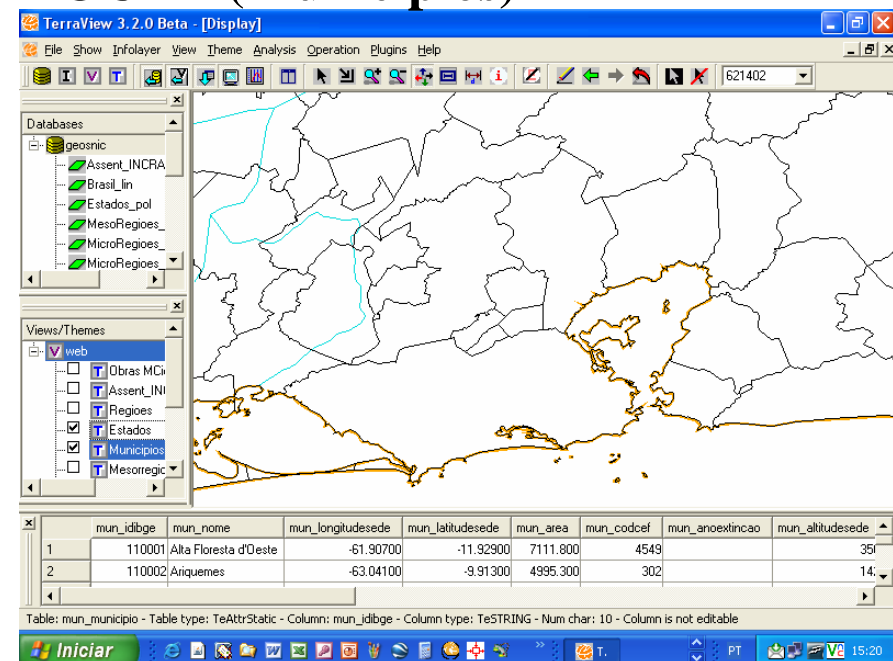 TerraView 3.2.0 Beta - [Display]
File Show Infolayer View Theme Analysis Operation Plugins Help
I V T 621402
Databases
geosnic
Assent_INCRA
Brasil_lin
Estados_pol
MesoRegioes_
MicroRegioes_
MicroRegioes_
Views/Themes
V web
T Obras MCi
T Assent_IN
T Regioes
T Estados
T Municipios
T Mesorregic
mun_idibge mun_nome mun_longitudesede mun_latitudesede mun_area mun_codcef mun_anoextincao mun_altitudesede
1 110001 Alta Floresta d'Oeste -61.90700 -11.92900 7111.800 4549 35
2 110002 Ariquemes -63.04100 -9.91300 4995.300 302 14
Table: mun_municipio - Table type: TeAttrStatic - Column: mun_idibge - Column type: TeSTRING - Num char: 10 - Column is not editable
Iniciar T. PT 15:20